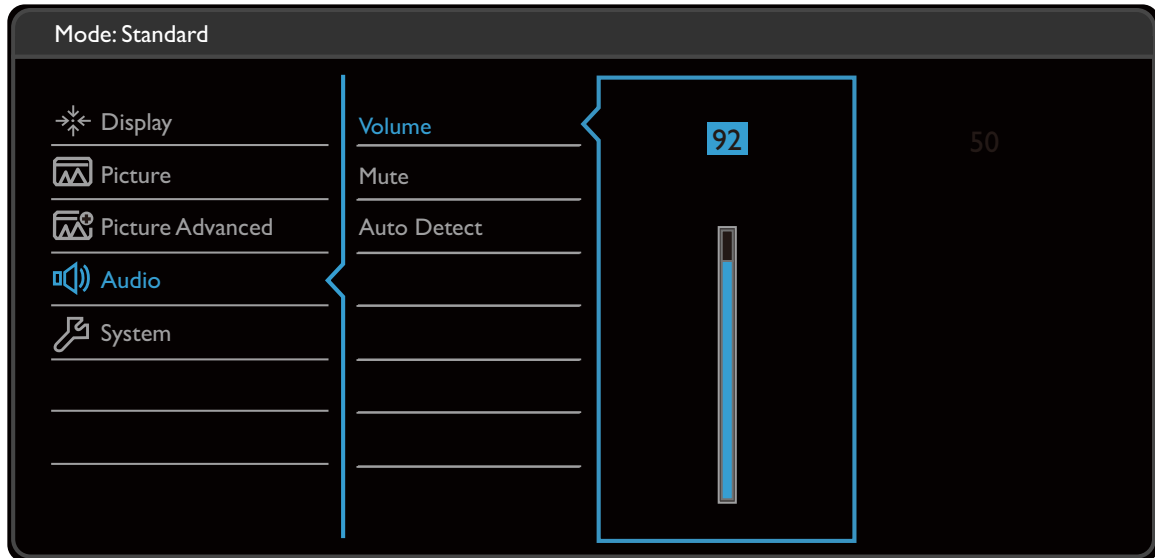 Mode: Standard
Display
Picture
Picture Advanced
Audio
System
Volume
Mute
Auto Detect
92
50